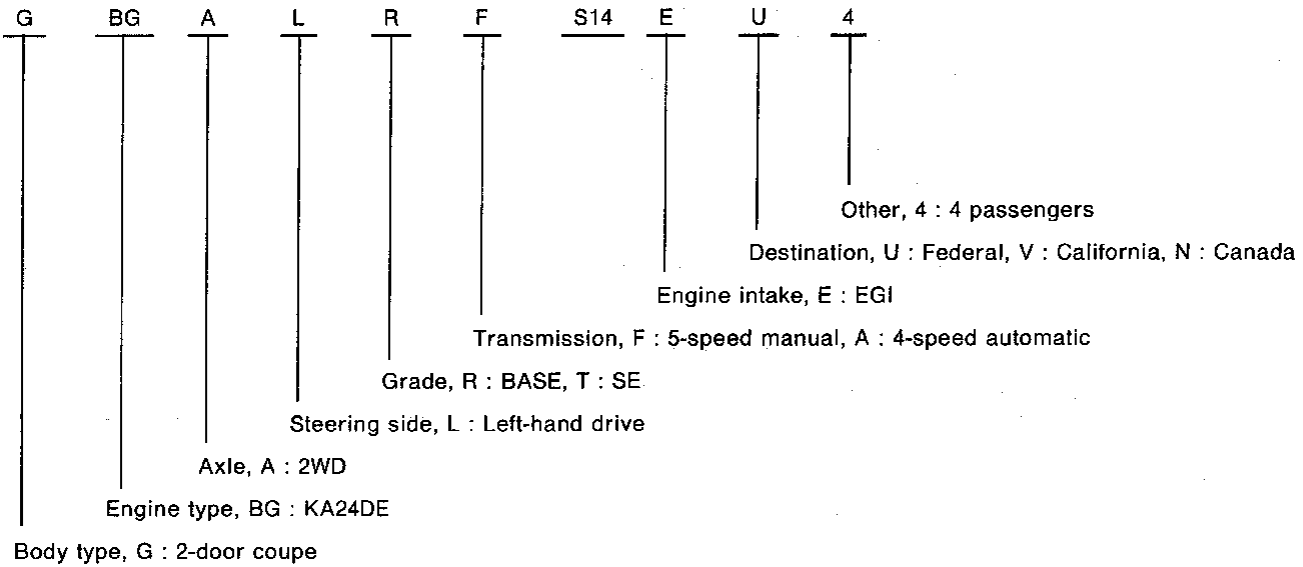 G BG A L R F S14 E U 4
Other, 4 : 4 passengers
Destination, U : Federal, V : California, N : Canada
Engine intake, E : EGI
Transmission, F : 5-speed manual, A : 4-speed automatic
Grade, R : BASE, T : SE
Steering side, L : Left-hand drive
Axle, A : 2WD
Engine type, BG : KA24DE
Body type, G : 2-door coupe